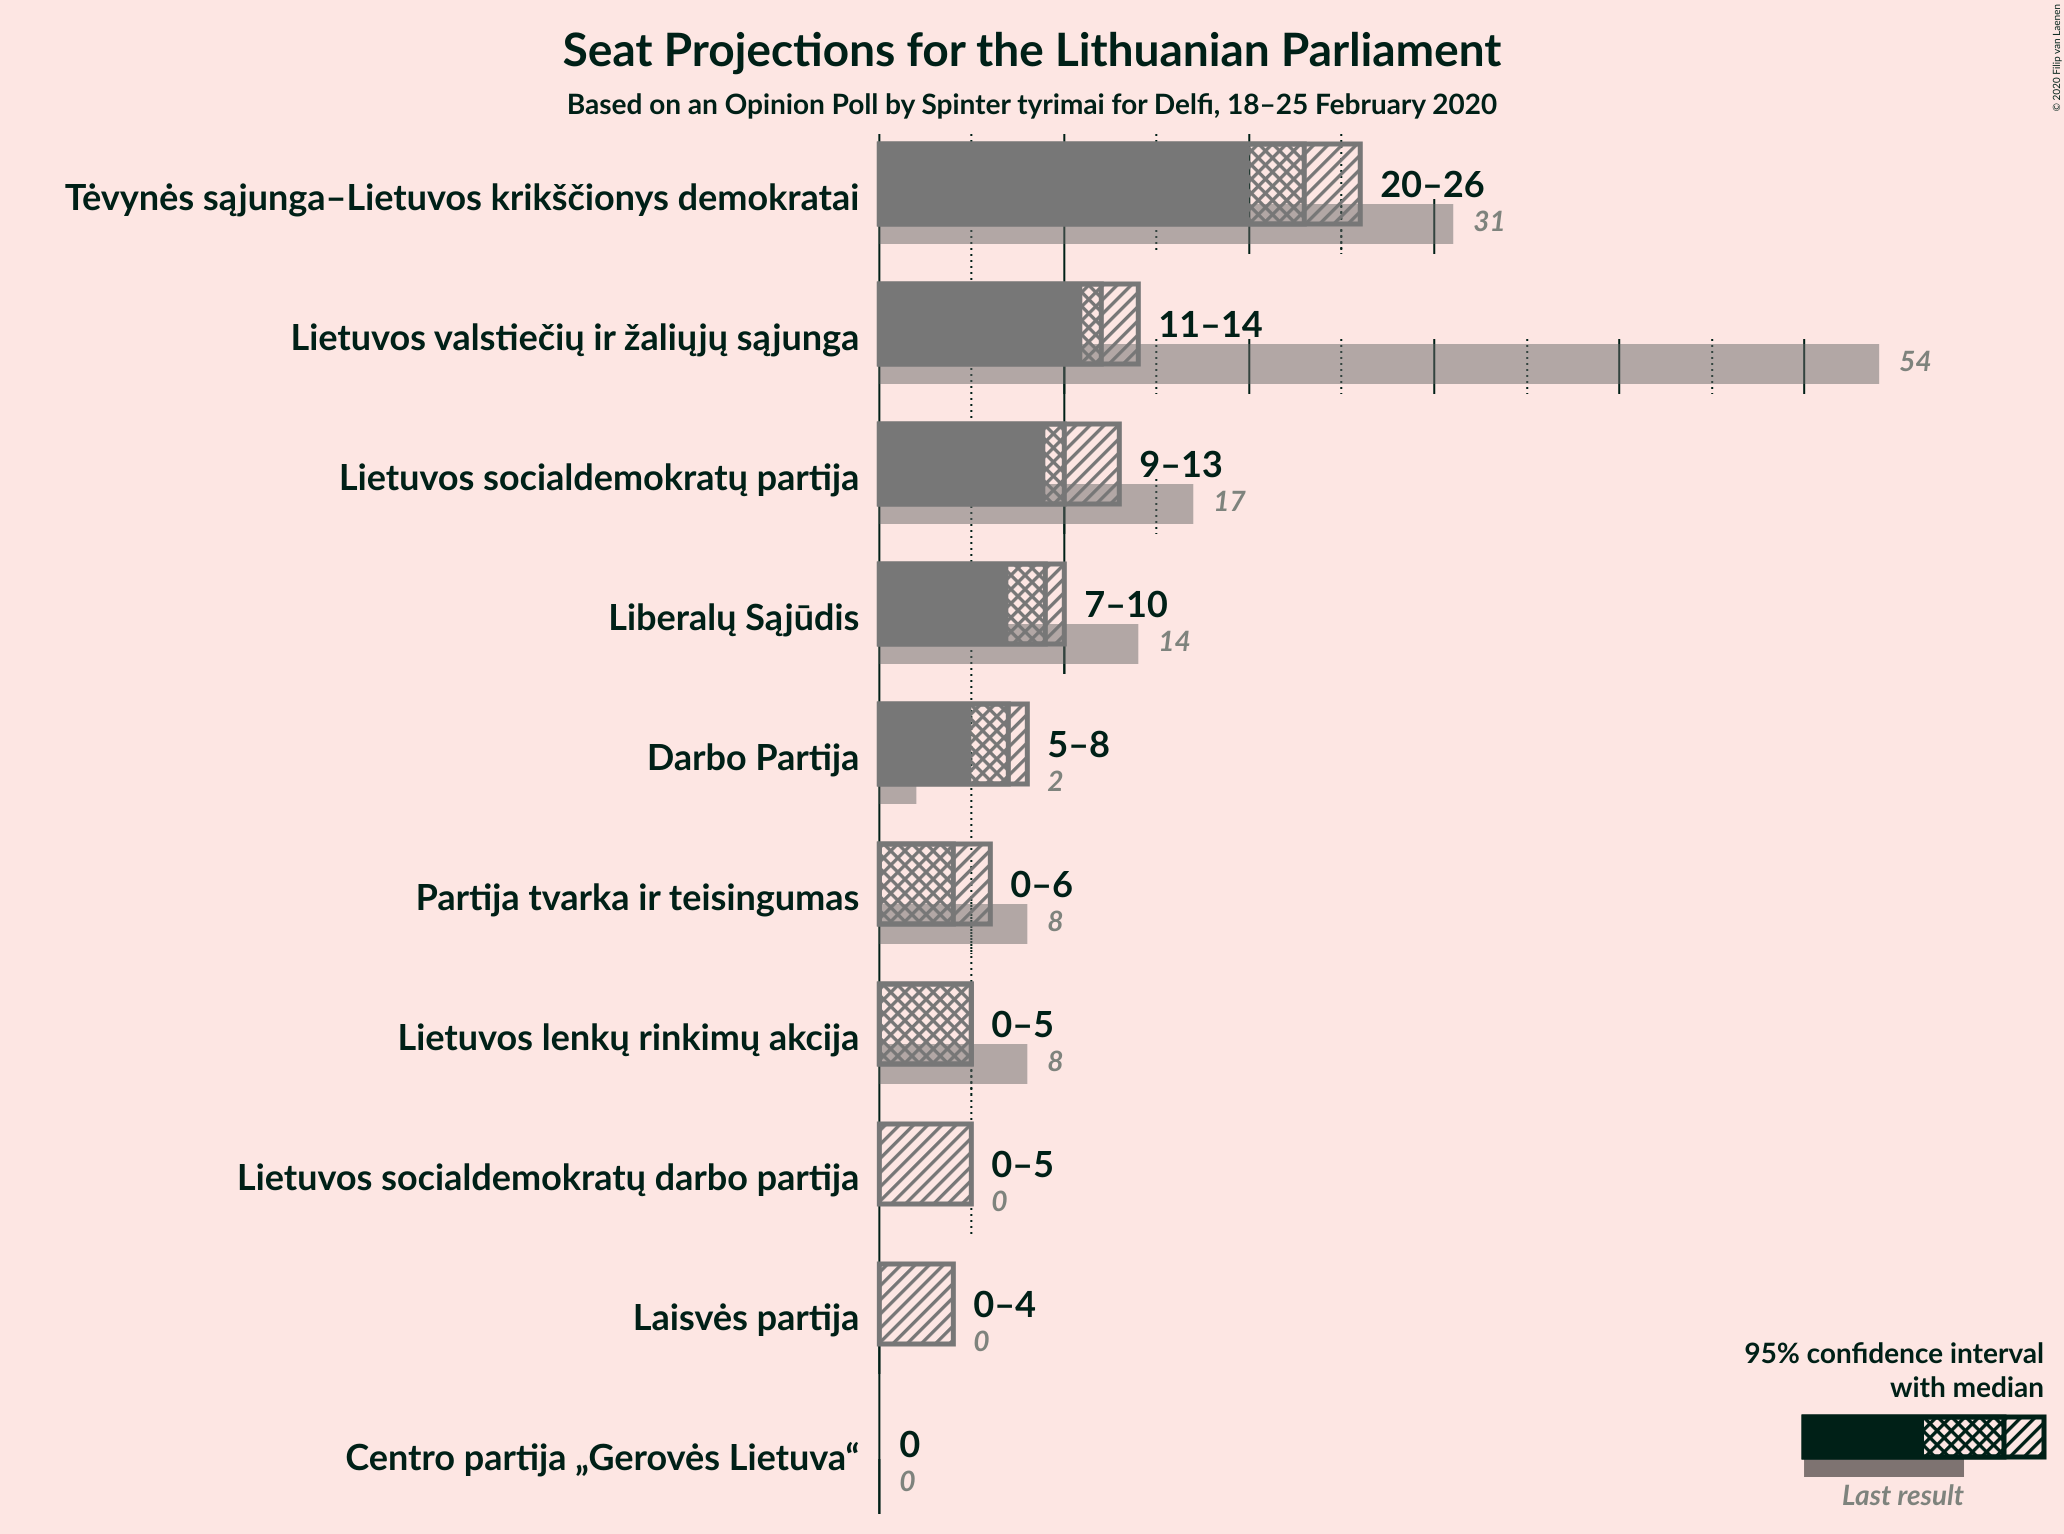 Seat Projections for the Lithuanian Parliament
Based on an Opinion Poll by Spinter tyrimai for Delfi, 18–25 February 2020
© 2020 Filip van Laenen
Tėvynės sąjunga–Lietuvos krikščionys demokratai
20–26
31
Lietuvos valstiečių ir žaliųjų sąjunga
11–14
54
Lietuvos socialdemokratų partija
9–13
17
Liberalų Sąjūdis
7–10
14
Darbo Partija
5–8
2
Partija tvarka ir teisingumas
0–6
8
Lietuvos lenkų rinkimų akcija
0–5
8
Lietuvos socialdemokratų darbo partija
0–5
0
Laisvės partija
0–4
0
Centro partija „Gerovės Lietuva“
0
0
95% confidence interval
with median
Last result